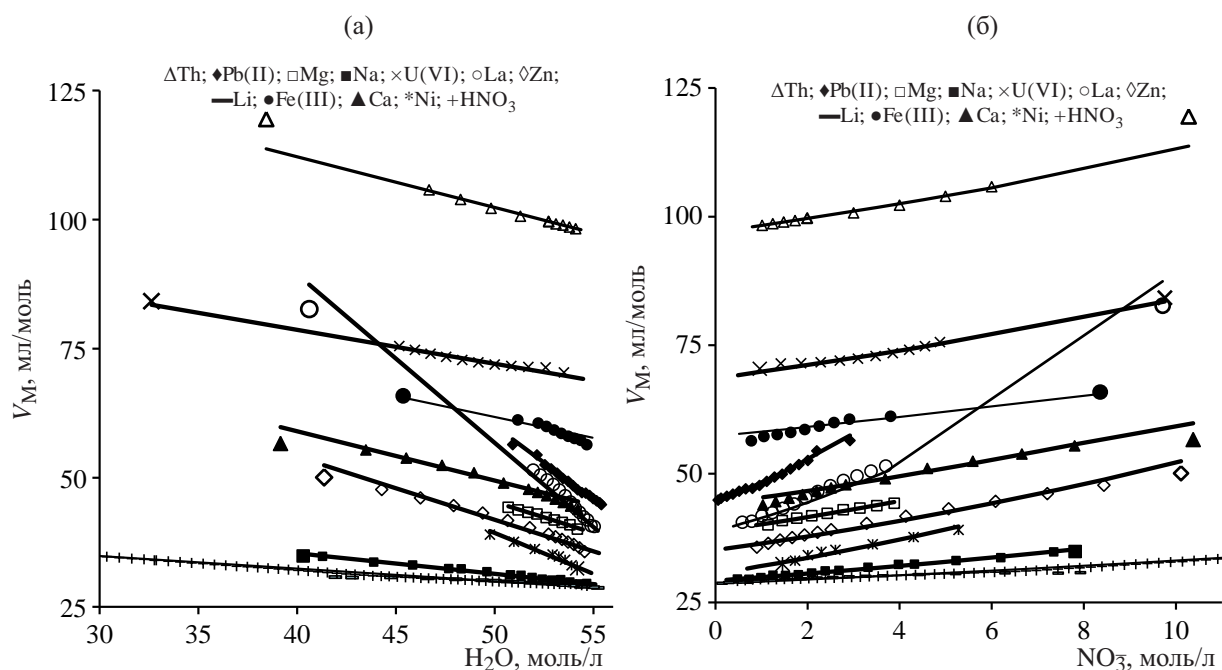 (а)
ΔTh; ♦Pb(II); □Mg; ■Na; ×U(VI); ○La; ◊Zn;
━Li; ●Fe(III); ▲Ca; *Ni; +HNO₃
125
100
75
50
25
V_M, мл/моль
30
40
45
50
55
H₂O, моль/л
(б)
ΔTh; ♦Pb(II); □Mg; ■Na; ×U(VI); ○La; ◊Zn;
━Li; ●Fe(III); ▲Ca; *Ni; +HNO₃
125
100
75
50
25
V_M, мл/моль
0
2
4
6
8
10
NO₃⁻, моль/л